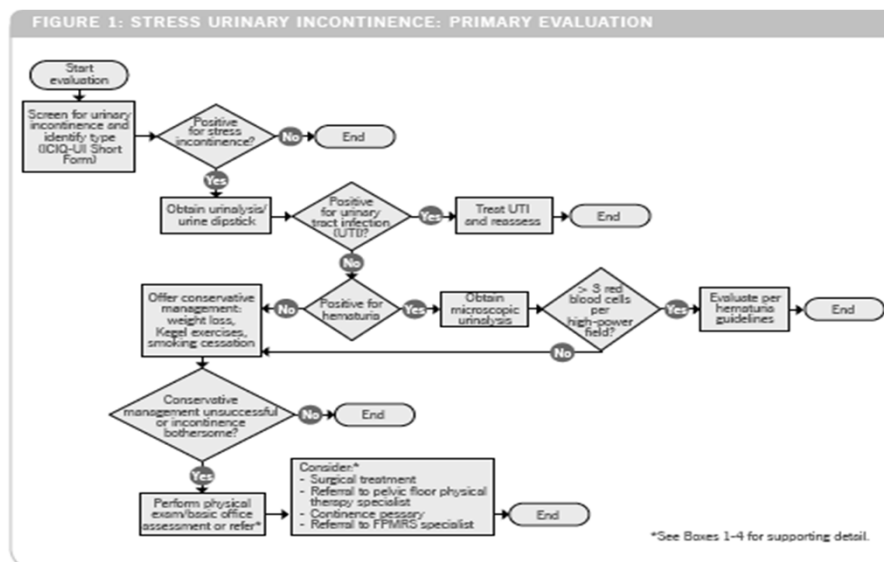 FIGURE 1: STRESS URINARY INCONTINENCE: PRIMARY EVALUATION
Start
evaluation
Screen for urinary
incontinence and
identify type
(ICIQ-UI Short
Form)
Positive
for stress
incontinence?
No
End
Yes
Obtain urinalysis/
urine dipstick
Positive
for urinary
tract infection
(UTI)?
Yes
Treat UTI
and reassess
End
No
Positive for
hematuria
No
Offer conservative
management:
weight loss,
Kegel exercises,
smoking cessation
Yes
Obtain
microscopic
urinalysis
> 3 red
blood cells
per
high-power
field?
Yes
Evaluate per
hematuria
guidelines
End
No
Conservative
management unsuccessful
or incontinence
bothersome?
No
End
Yes
Perform physical
exam/basic office
assessment or refer*
Consider:*
- Surgical treatment
- Referral to pelvic floor physical
therapy specialist
- Continence pessary
- Referral to FPMRS specialist
End
*See Boxes 1-4 for supporting detail.